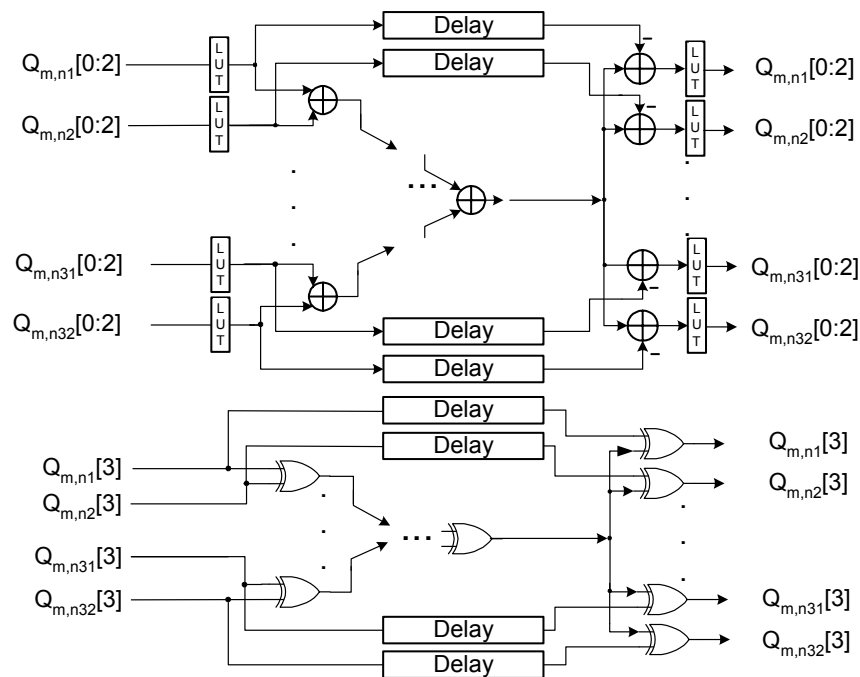 Delay
Q_{m,n1}[0:2] LUT − LUT Q_{m,n1}[0:2]
Delay
Q_{m,n2}[0:2] LUT − LUT Q_{m,n2}[0:2]
...
Q_{m,n31}[0:2] LUT − LUT Q_{m,n31}[0:2]
Q_{m,n32}[0:2] LUT − LUT Q_{m,n32}[0:2]
Delay
Delay
Delay
Delay
Q_{m,n1}[3] Q_{m,n1}[3]
Q_{m,n2}[3] Q_{m,n2}[3]
...
Q_{m,n31}[3] Q_{m,n31}[3]
Q_{m,n32}[3] Q_{m,n32}[3]
Delay
Delay